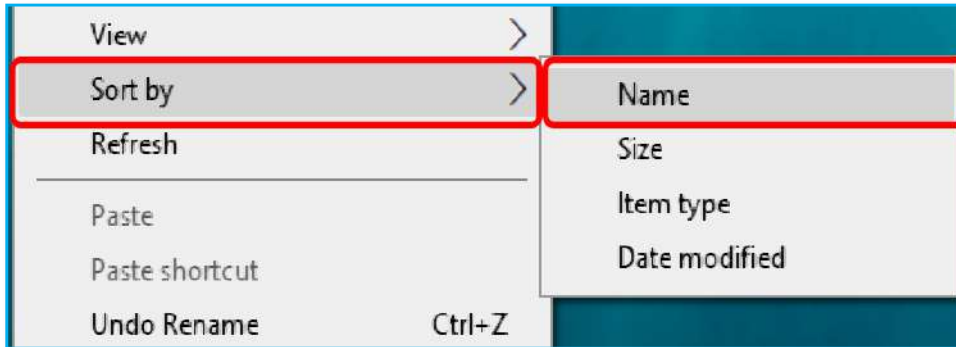 View
Sort by
Refresh
Paste
Paste shortcut
Undo Rename Ctrl+Z
Name
Size
Item type
Date modified